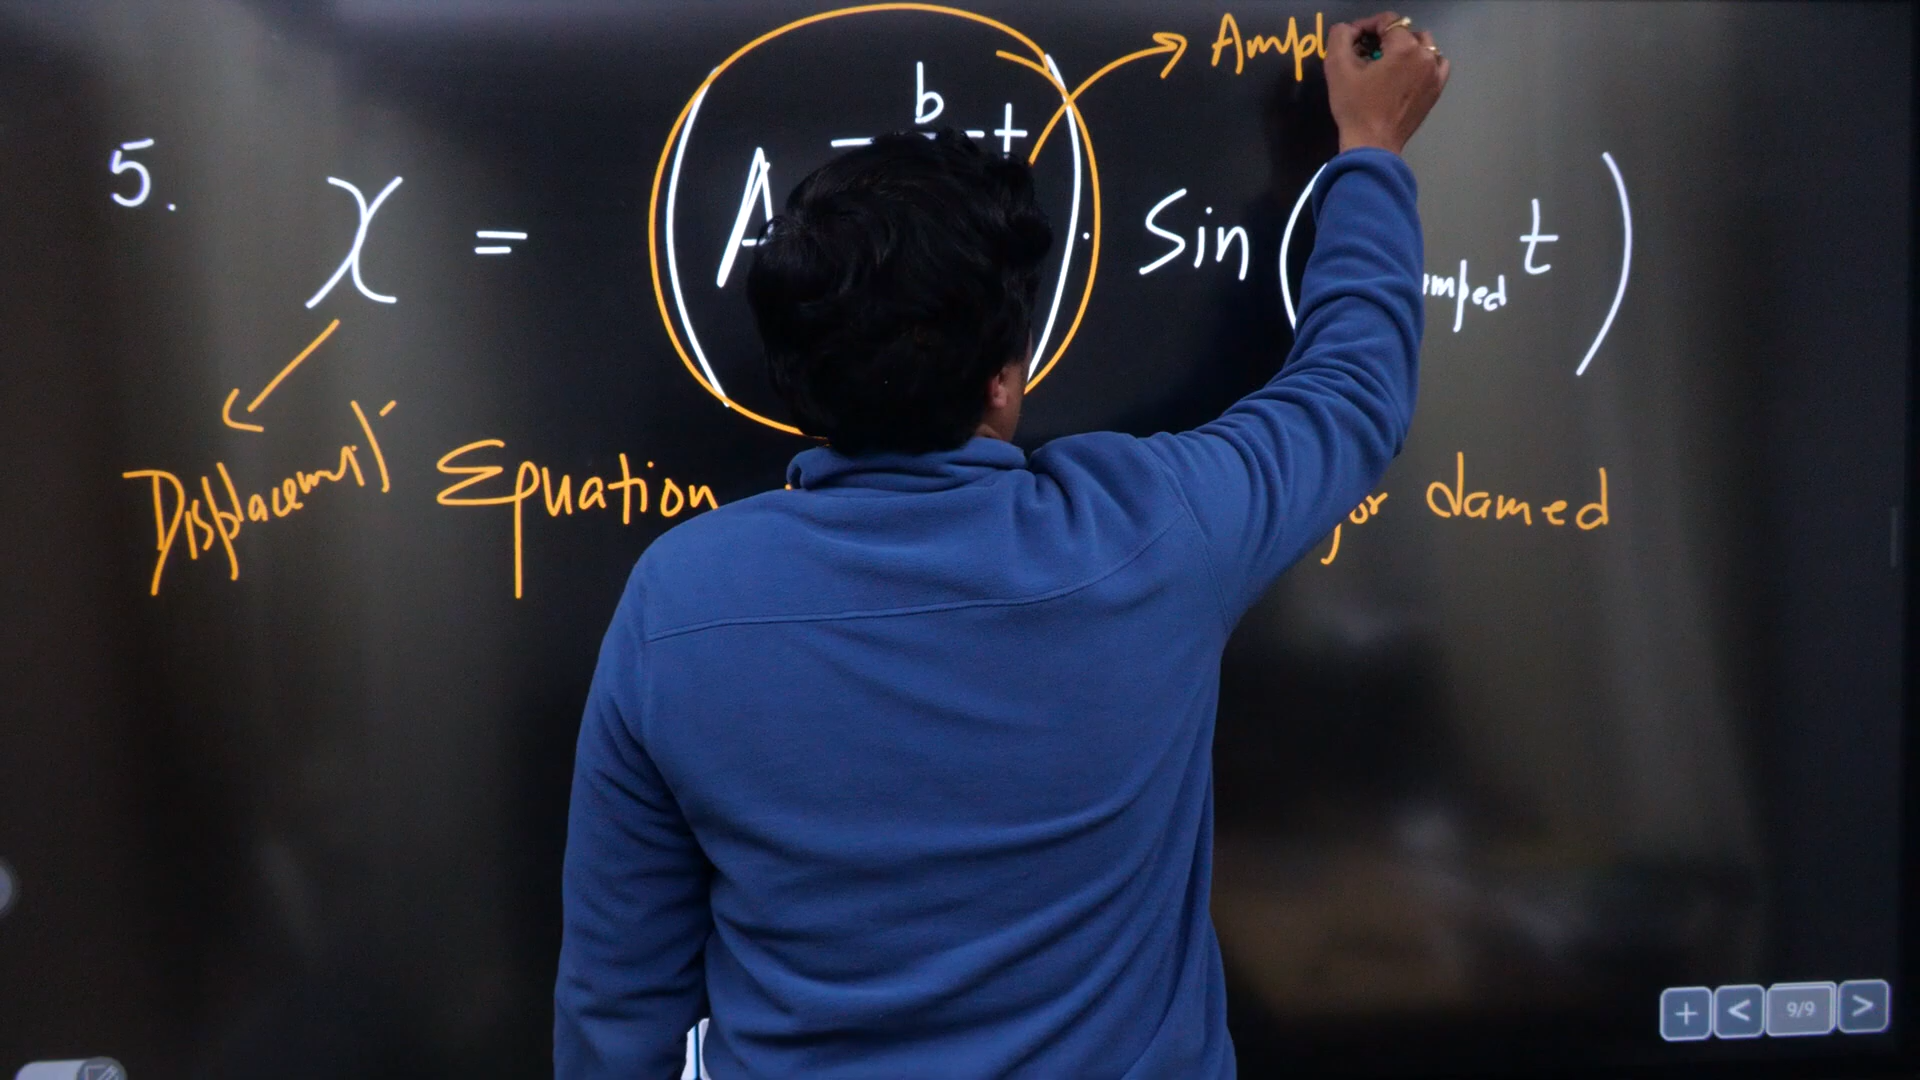 Ampl
5. x = (A b t) . Sin ( mped t )
Displacement Equation for damed
+ < 9/9 >